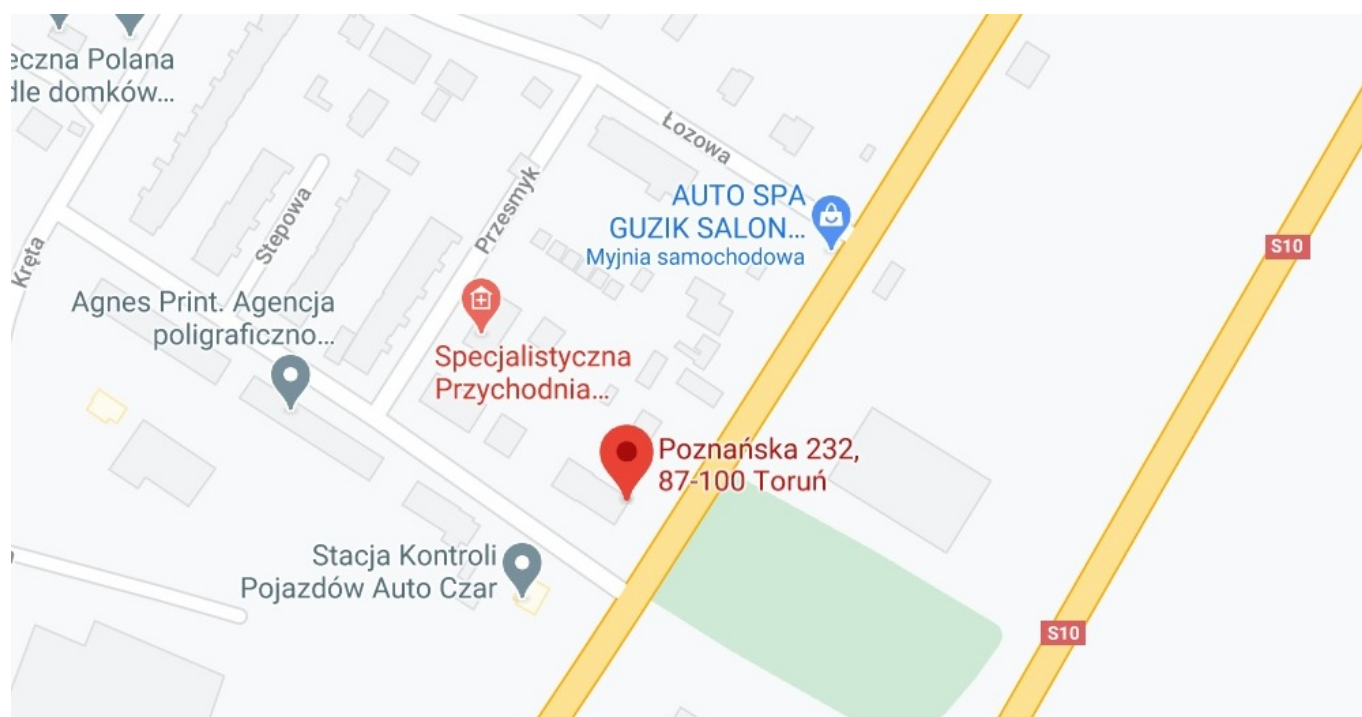 eczna Polana
dle domków...
Łozowa
Przesmyk
AUTO SPA
GUZIK SALON...
Myjnia samochodowa
Stepowa
Kręta
S10
Agnes Print. Agencja
poligraficzno...
Specjalistyczna
Przychodnia...
Poznańska 232,
87-100 Toruń
Stacja Kontroli
Pojazdów Auto Czar
S10